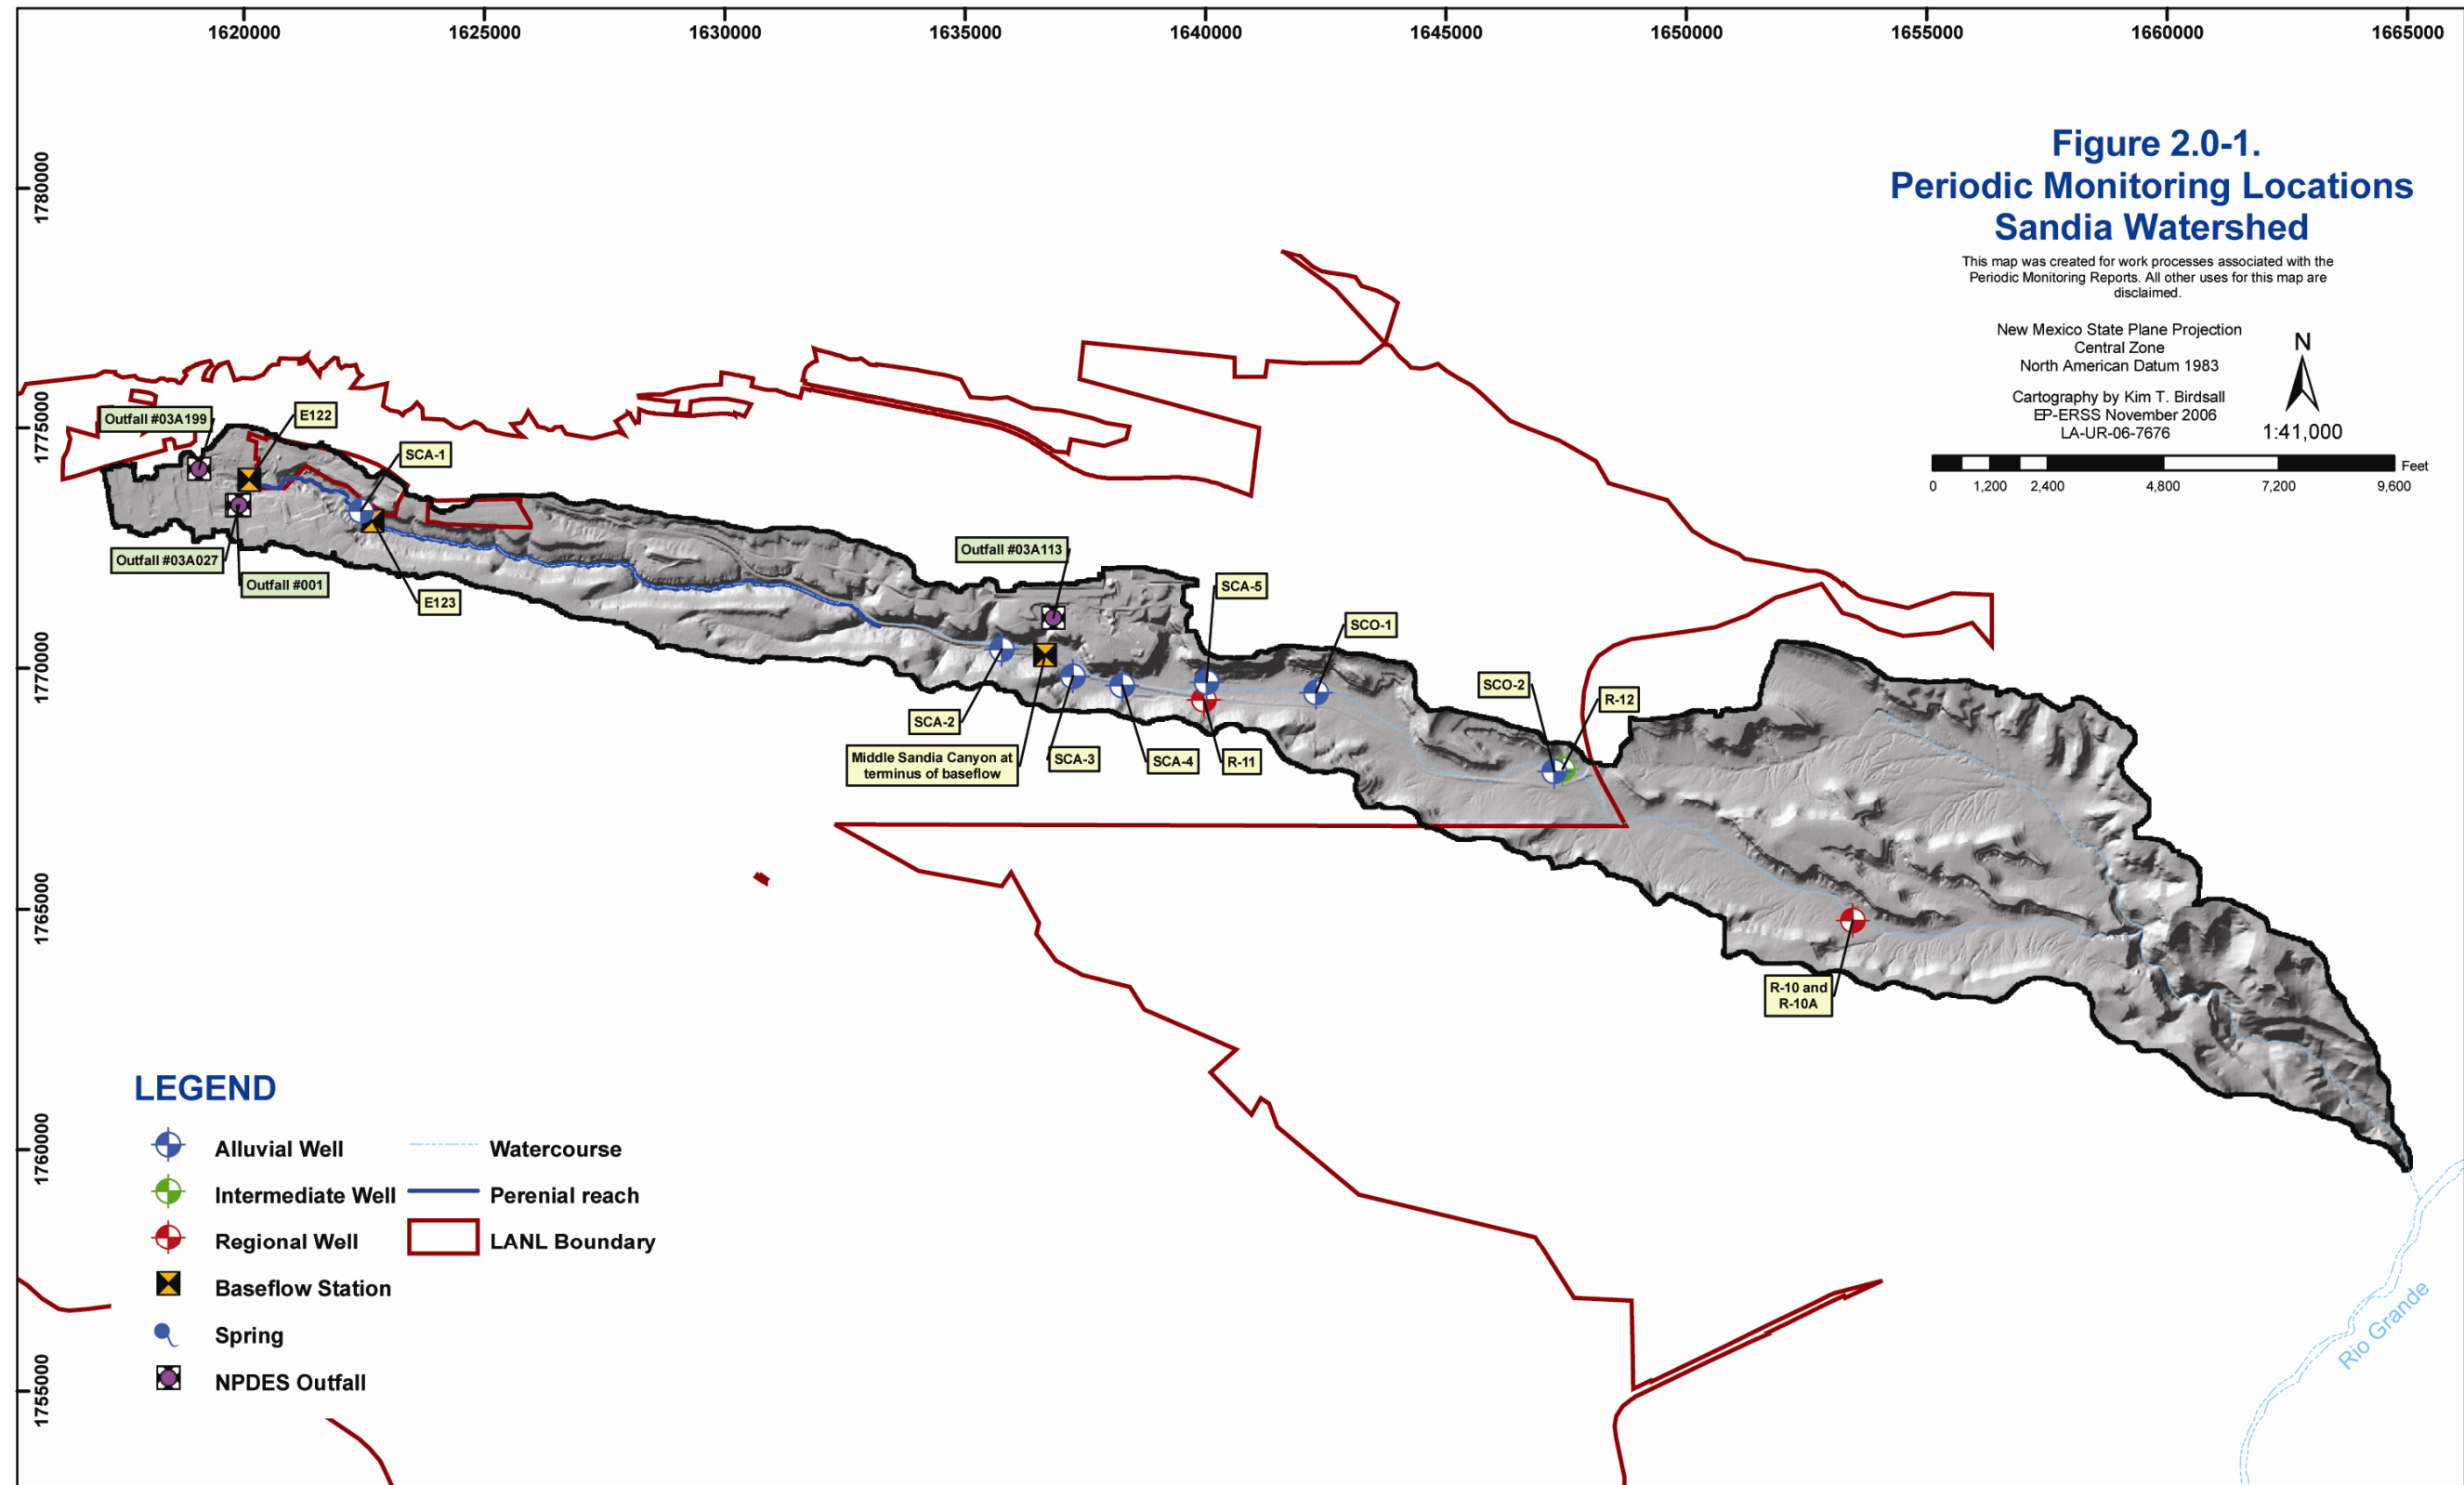 1620000
1625000
1630000
1635000
1640000
1645000
1650000
1655000
1660000
1665000
1780000
1775000
1770000
1765000
1760000
1755000
Figure 2.0-1.
Periodic Monitoring Locations
Sandia Watershed
This map was created for work processes associated with the
Periodic Monitoring Reports. All other uses for this map are
disclaimed.
New Mexico State Plane Projection
Central Zone
North American Datum 1983
Cartography by Kim T. Birdsall
EP-ERSS November 2006
LA-UR-06-7676
N
1:41,000
Feet
0
1,200
2,400
4,800
7,200
9,600
Outfall #03A199
E122
SCA-1
Outfall #03A027
Outfall #001
E123
Outfall #03A113
SCA-5
SCO-1
SCO-2
R-12
SCA-2
Middle Sandia Canyon at
terminus of baseflow
SCA-3
SCA-4
R-11
R-10 and
R-10A
Rio Grande
LEGEND
Alluvial Well
Intermediate Well
Regional Well
Baseflow Station
Spring
NPDES Outfall
Watercourse
Perenial reach
LANL Boundary